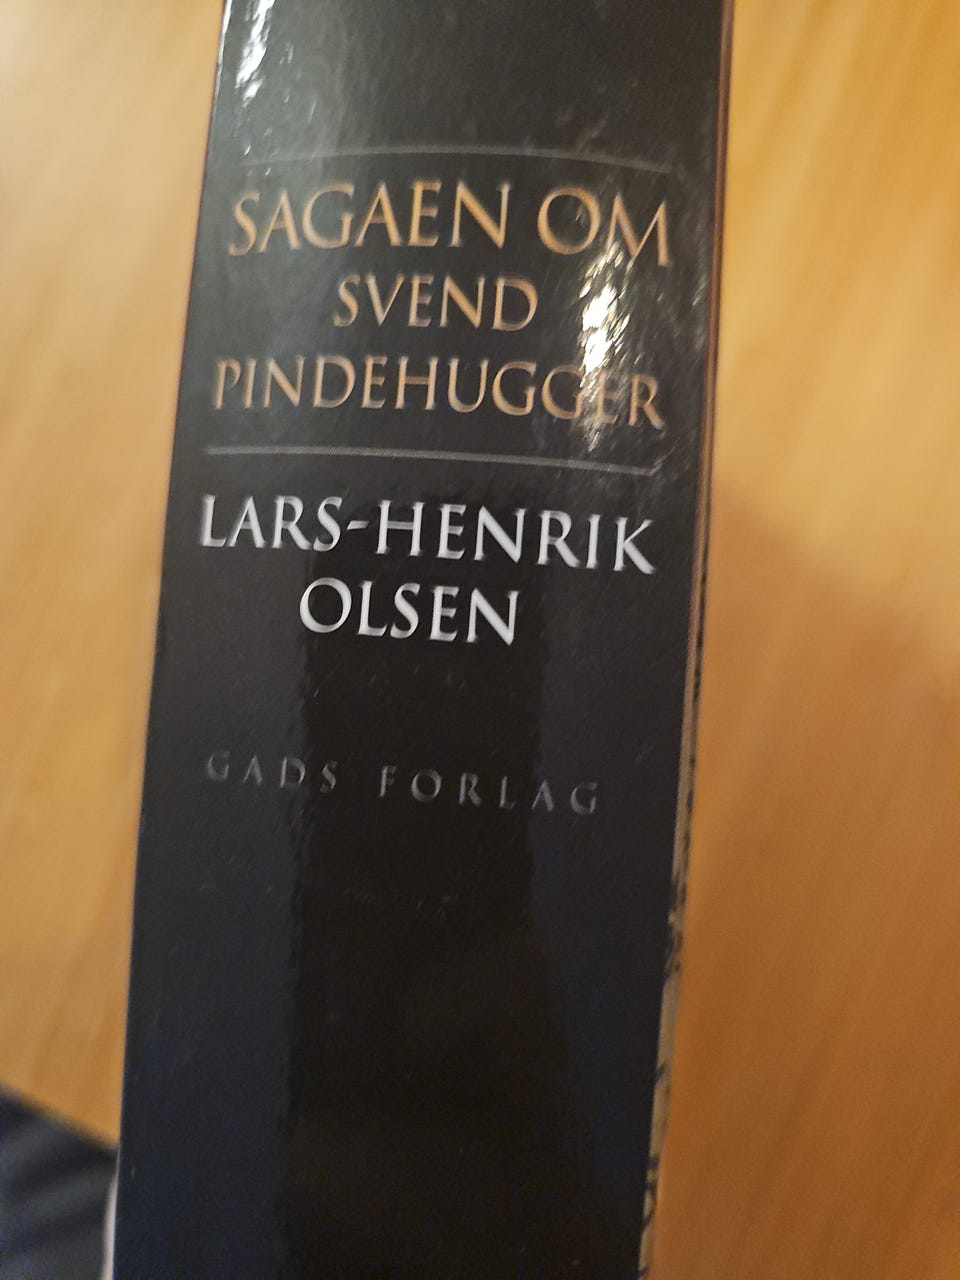 SAGAEN OM
SVEND
PINDEHUGGER
LARS-HENRIK
OLSEN
GADS FORLAG